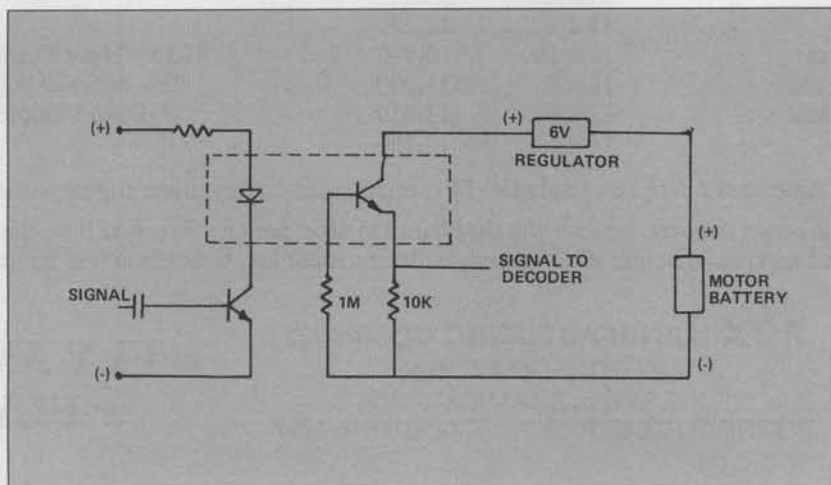 (+)
(+)
6V
REGULATOR
(+)
SIGNAL TO
DECODER
MOTOR
BATTERY
SIGNAL
1M
10K
(-)
(-)